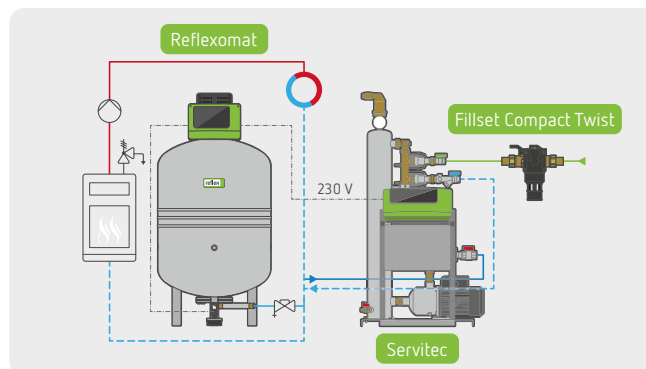 Reflexomat
Fillset Compact Twist
reflex
230 V
Servitec